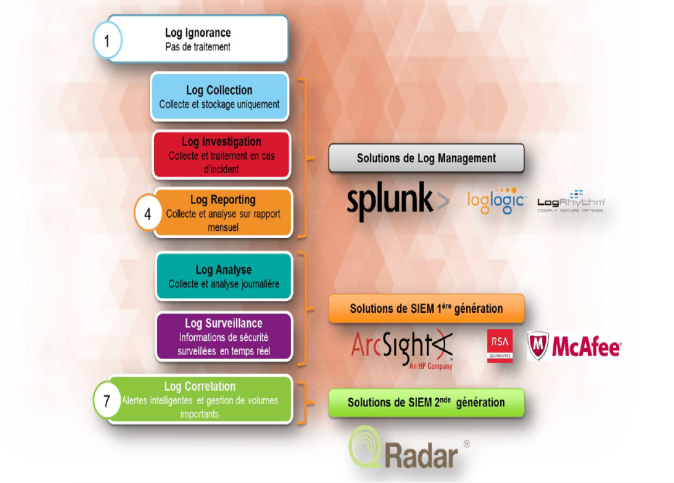 1
Log Ignorance
Pas de traitement
Log Collection
Collecte et stockage uniquement
Log Investigation
Collecte et traitement en cas
d'incident
4
Log Reporting
Collecte et analyse sur rapport
mensuel
Log Analyse
Collecte et analyse journalière
Log Surveillance
Informations de sécurité
surveillées en temps réel
7
Log Correlation
Alertes intelligentes et gestion de volumes
importants
Solutions de Log Management
splunk>
loglogic
LogRhythm
Solutions de SIEM 1ère génération
ArcSight
An HP Company
RSA
McAfee
Solutions de SIEM 2nde génération
QRadar®